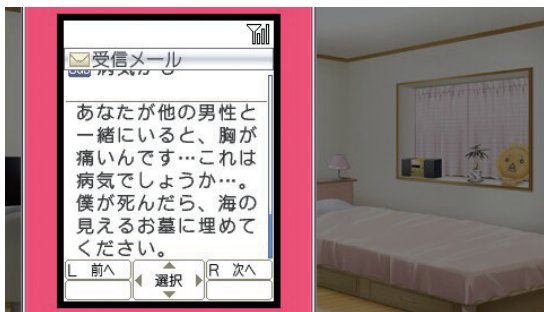 受信メール
あなたが他の男性と
一緒にいると、胸が
痛いんです…これは
病気でしょうか…。
僕が死んだら、海の
見えるお墓に埋めて
ください。
L 前へ 選択 R 次へ